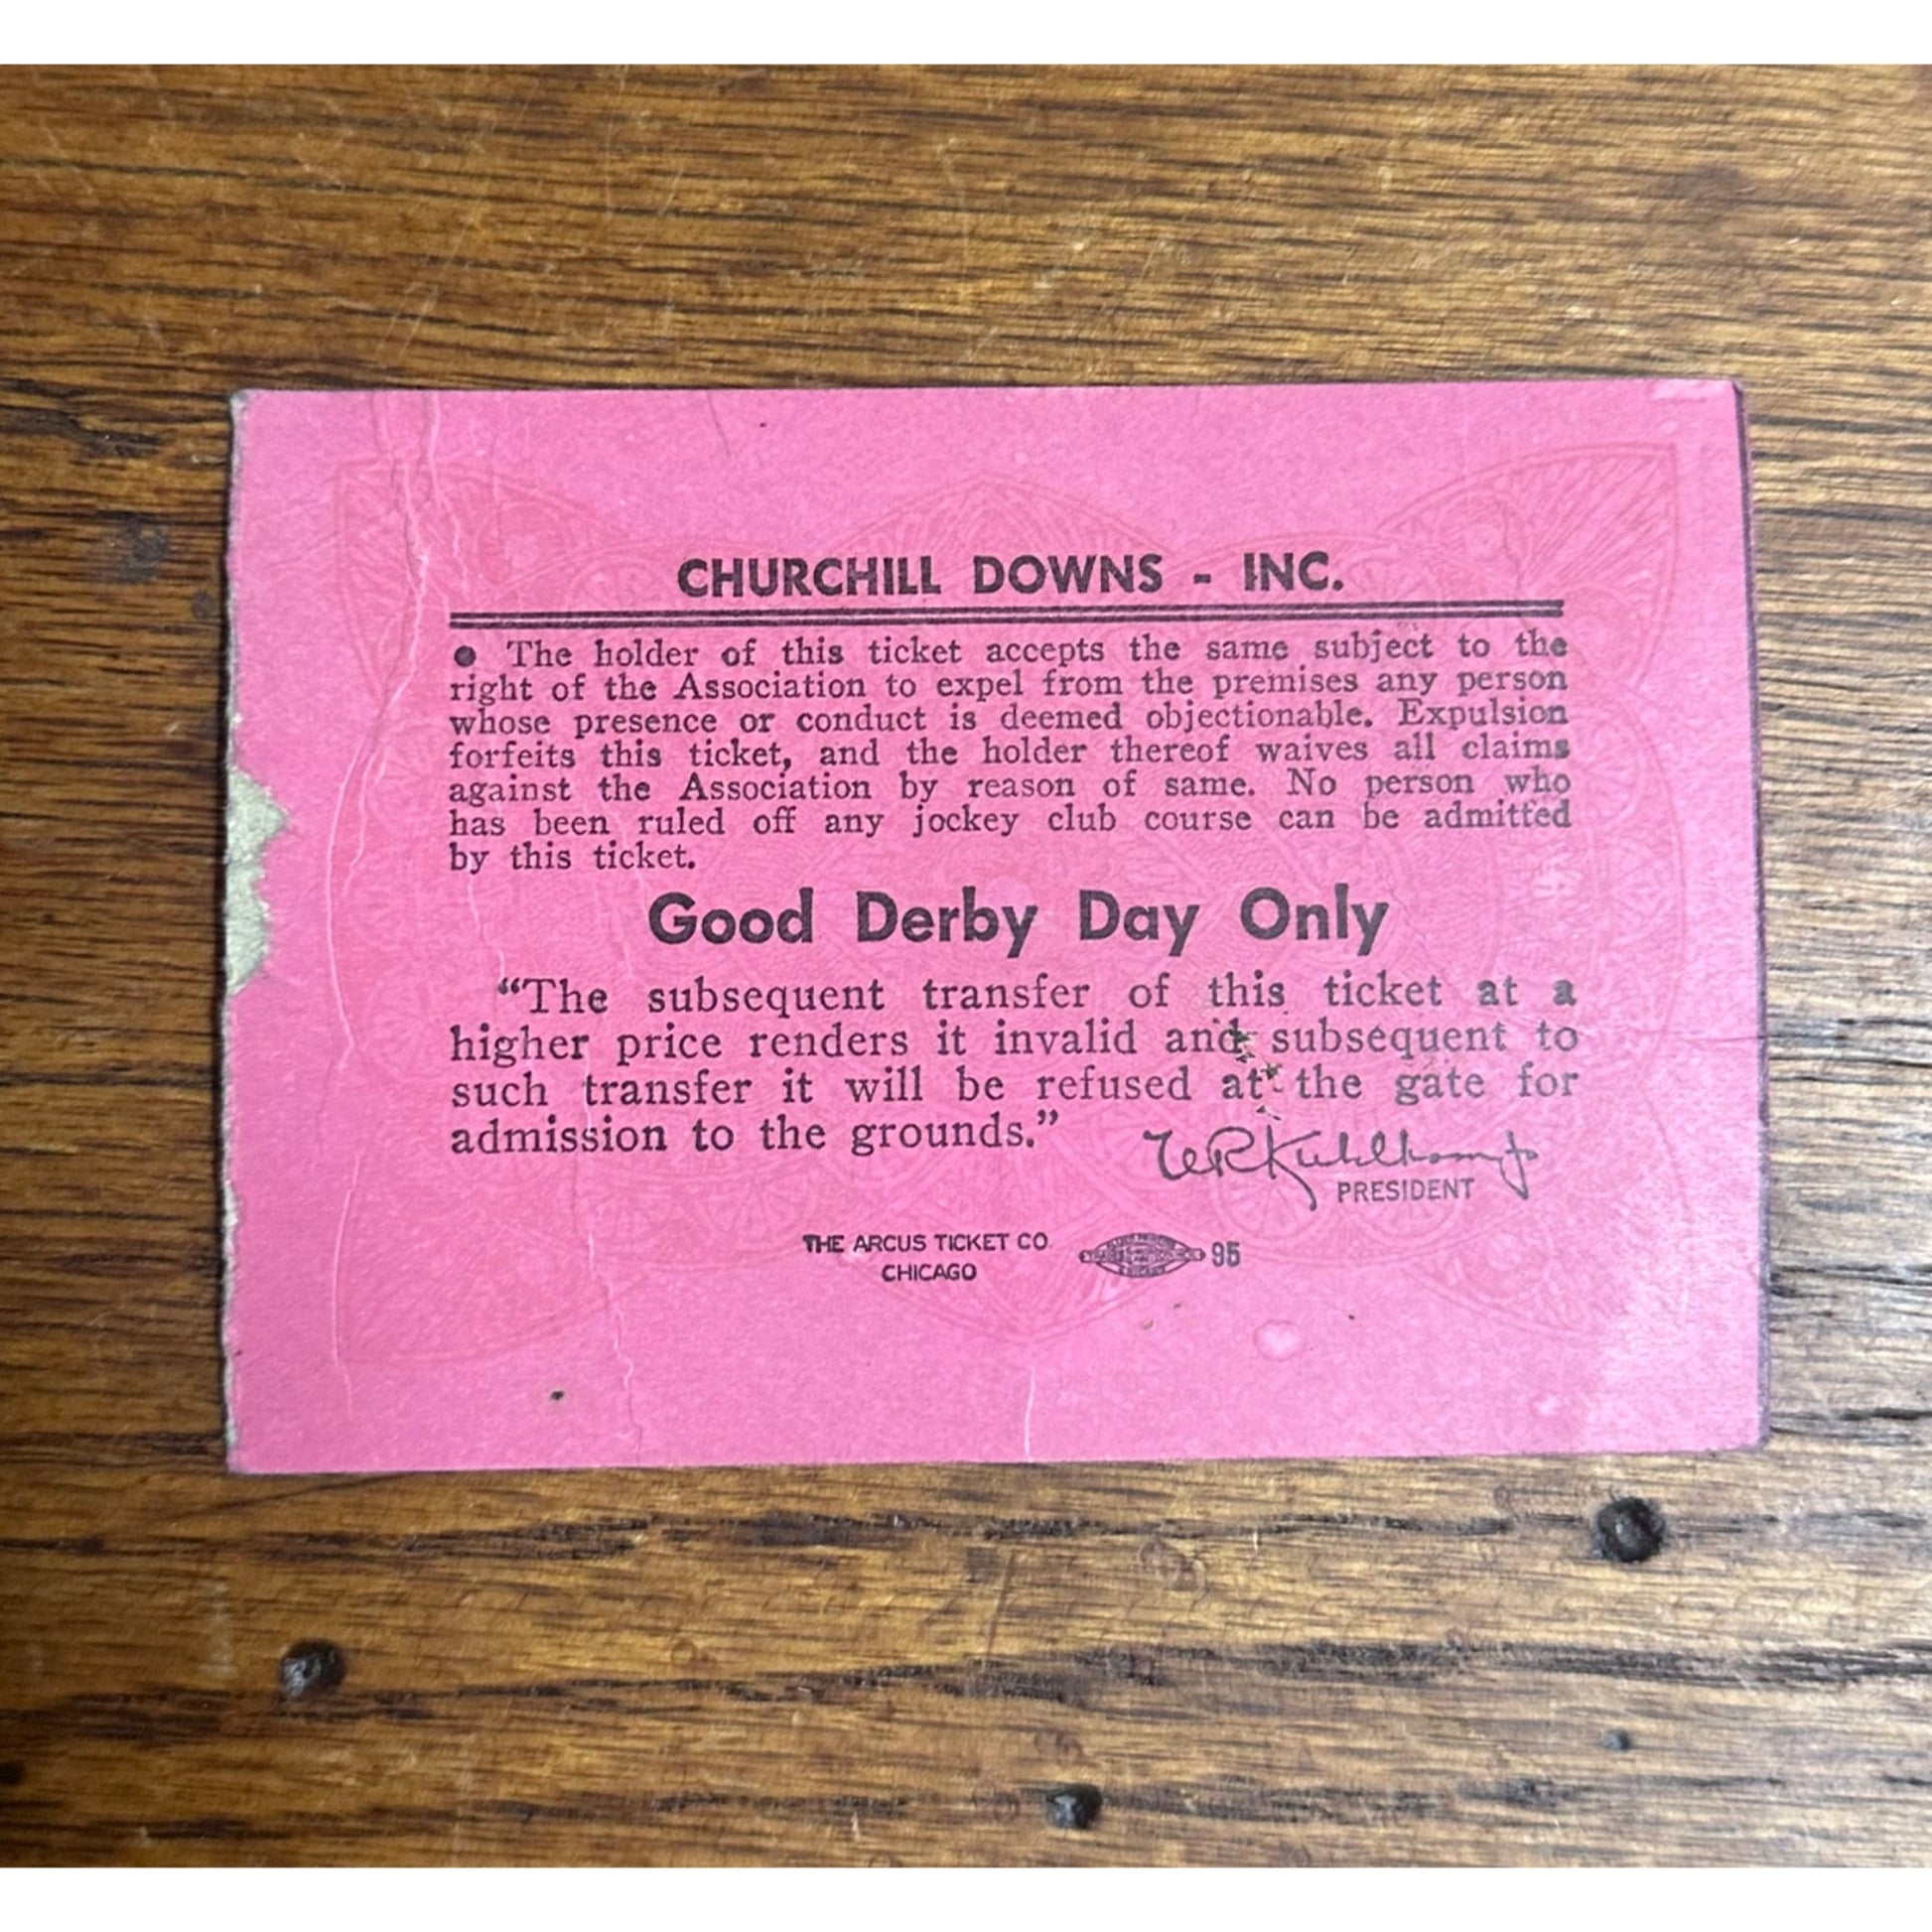 CHURCHILL DOWNS - INC.
● The holder of this ticket accepts the same subject to the
right of the Association to expel from the premises any person
whose presence or conduct is deemed objectionable. Expulsion
forfeits this ticket, and the holder thereof waives all claims
against the Association by reason of same. No person who
has been ruled off any jockey club course can be admitted
by this ticket.
Good Derby Day Only
“The subsequent transfer of this ticket at a
higher price renders it invalid and subsequent to
such transfer it will be refused at the gate for
admission to the grounds.”
PRESIDENT
THE ARCUS TICKET CO.
CHICAGO
95